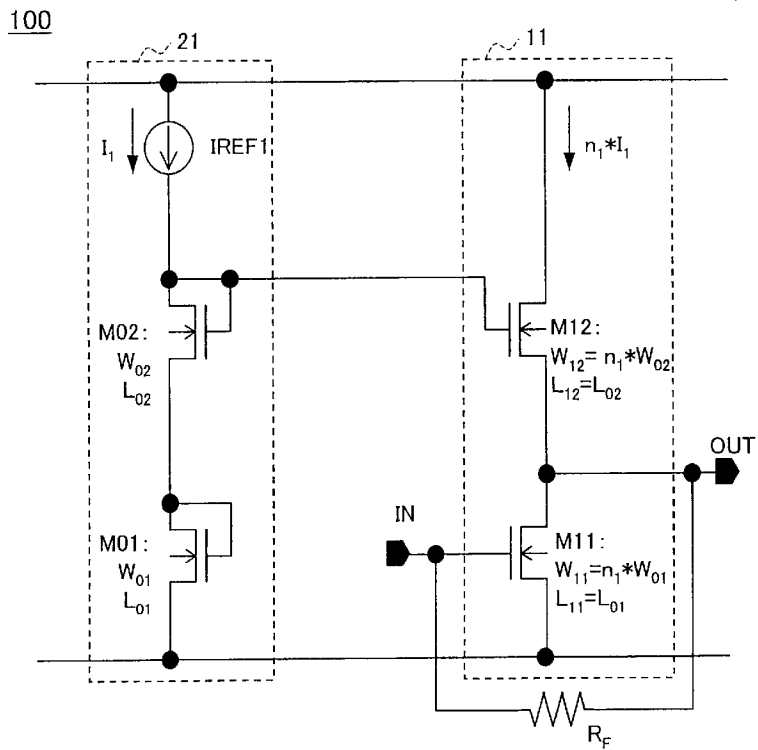 100
21
11
I₁
IREF1
n₁*I₁
M02:
W₀₂
L₀₂
M12:
W₁₂= n₁*W₀₂
L₁₂=L₀₂
OUT
IN
M01:
W₀₁
L₀₁
M11:
W₁₁=n₁*W₀₁
L₁₁=L₀₁
R_F